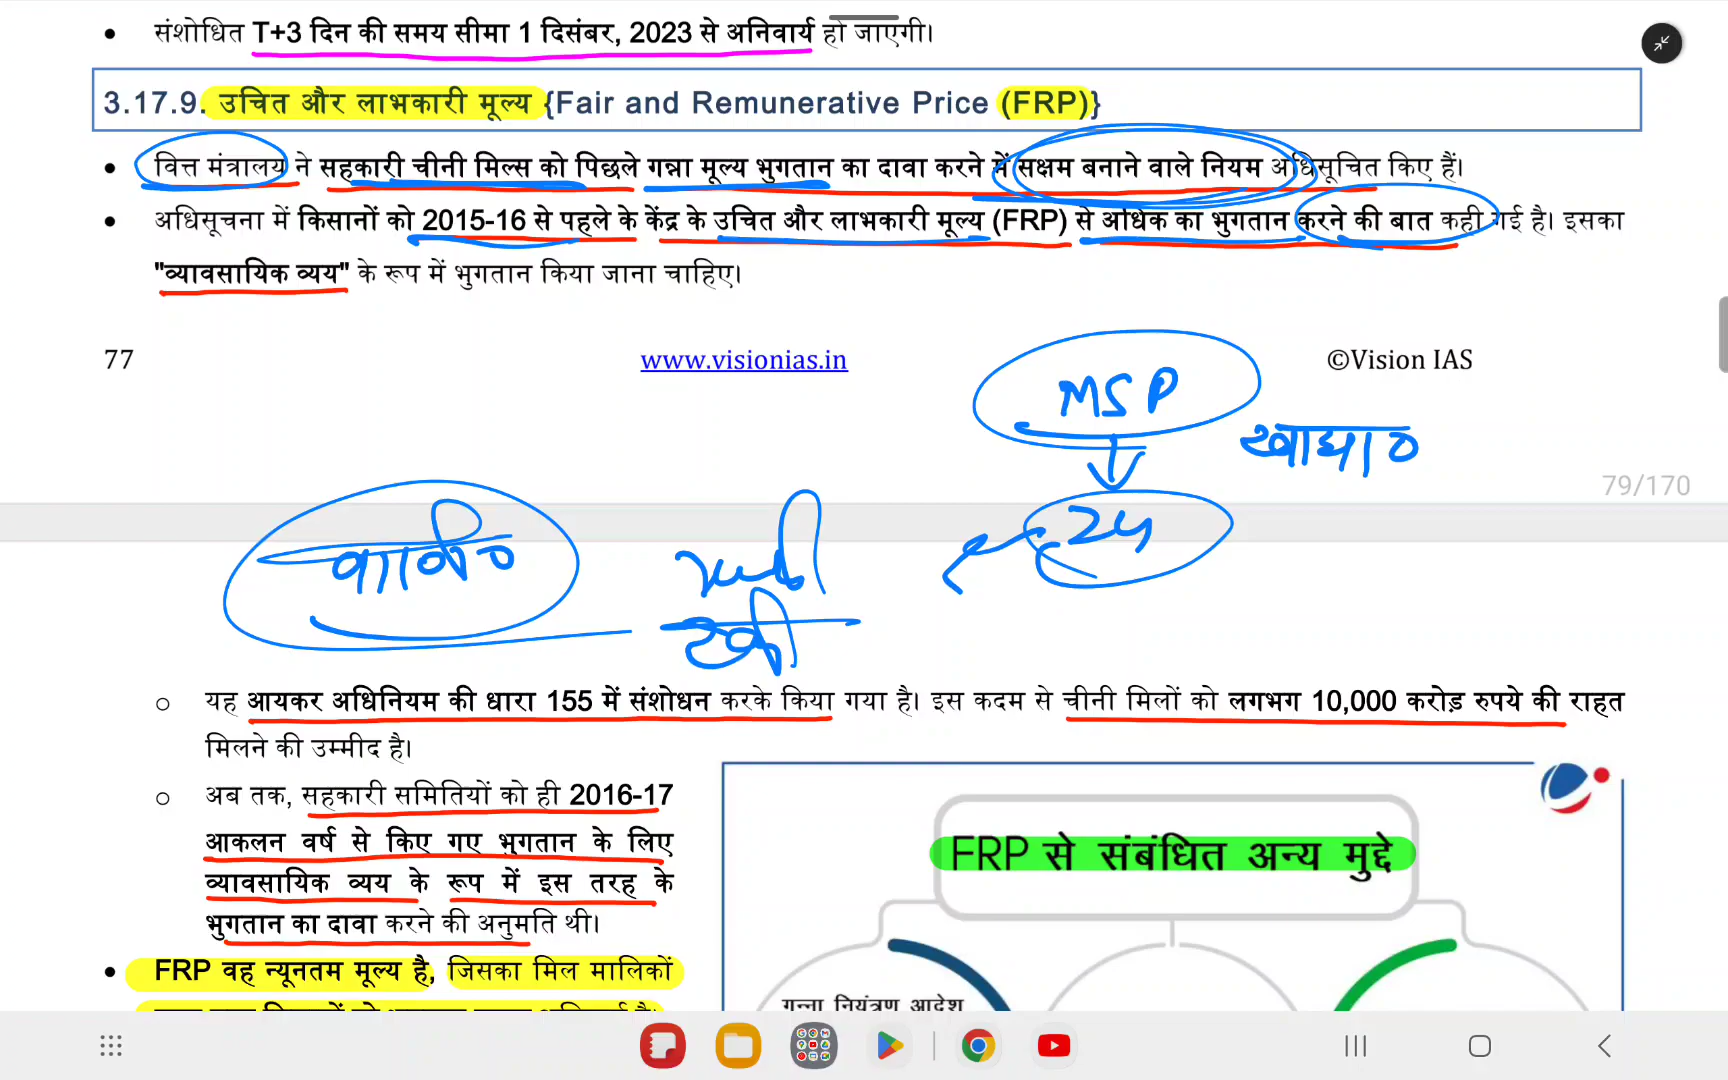 • संशोधित T+3 दिन की समय सीमा 1 दिसंबर, 2023 से अनिवार्य हो जाएगी।
3.17.9. उचित और लाभकारी मूल्य {Fair and Remunerative Price (FRP)}
• वित्त मंत्रालय ने सहकारी चीनी मिल्स को पिछले गन्ना मूल्य भुगतान का दावा करने में सक्षम बनाने वाले नियम अधिसूचित किए हैं।
• अधिसूचना में किसानों को 2015-16 से पहले के केंद्र के उचित और लाभकारी मूल्य (FRP) से अधिक का भुगतान करने की बात कही गई है। इसका
"व्यावसायिक व्यय" के रूप में भुगतान किया जाना चाहिए।
77 www.visionias.in ©Vision IAS
MSP
79/170
○ यह आयकर अधिनियम की धारा 155 में संशोधन करके किया गया है। इस कदम से चीनी मिलों को लगभग 10,000 करोड़ रुपये की राहत
मिलने की उम्मीद है।
○ अब तक, सहकारी समितियों को ही 2016-17
आकलन वर्ष से किए गए भुगतान के लिए
व्यावसायिक व्यय के रूप में इस तरह के
भुगतान का दावा करने की अनुमति थी।
• FRP वह न्यूनतम मूल्य है, जिसका मिल मालिकों
FRP से संबंधित अन्य मुद्दे
गन्ना नियंत्रण आदेश